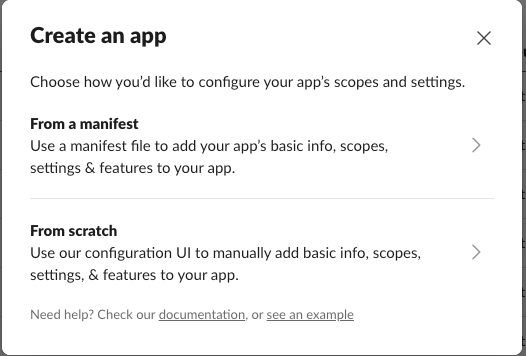 Create an app
Choose how you'd like to configure your app's scopes and settings.
From a manifest
Use a manifest file to add your app's basic info, scopes,
settings & features to your app.
From scratch
Use our configuration UI to manually add basic info, scopes,
settings, & features to your app.
Need help? Check our documentation, or see an example